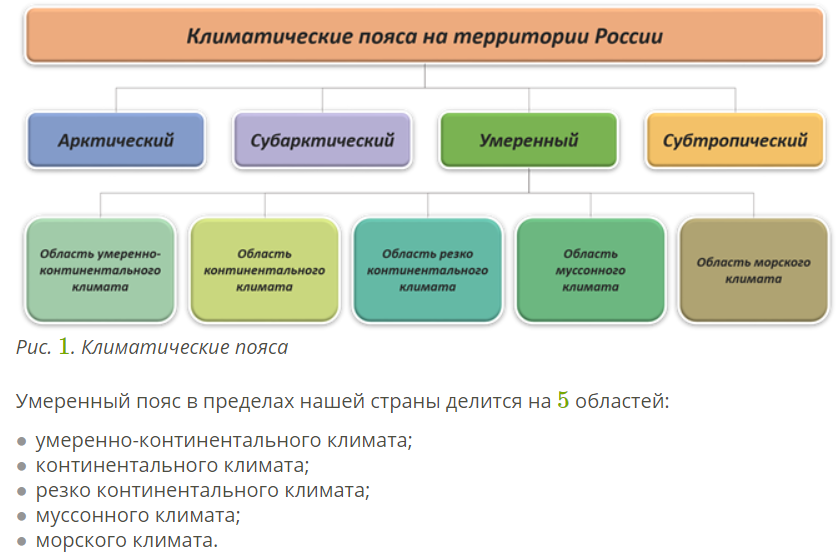 Климатические пояса на территории России
Арктический
Субарктический
Умеренный
Субтропический
Область умеренно-
континентального
климата
Область
континентального
климата
Область резко
континентального
климата
Область
муссонного
климата
Область морского
климата
Рис. 1. Климатические пояса
Умеренный пояс в пределах нашей страны делится на 5 областей:
● умеренно-континентального климата;
● континентального климата;
● резко континентального климата;
● муссонного климата;
● морского климата.